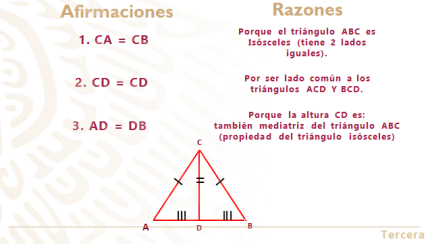 Afirmaciones
Razones
1. CA = CB
Porque el triángulo ABC es
Isósceles (tiene 2 lados
iguales).
2. CD = CD
Por ser lado común a los
triángulos ACD Y BCD.
3. AD = DB
Porque la altura CD es:
también mediatriz del triángulo ABC
(propiedad del triángulo isósceles)
C
A
D
B
Tercera